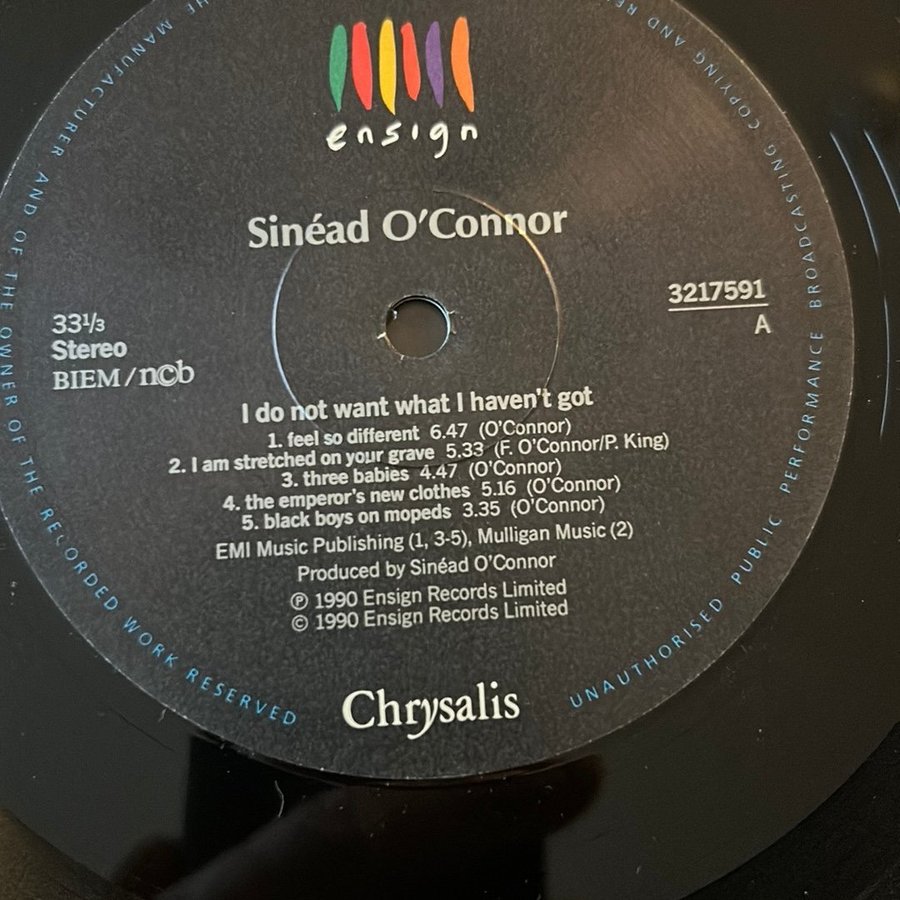 ensign
Sinéad O'Connor
33⅓
Stereo
BIEM/n©b
3217591
A
I do not want what I haven't got
1. feel so different 6.47 (O'Connor)
2. I am stretched on your grave 5.33 (F. O'Connor/P. King)
3. three babies 4.47 (O'Connor)
4. the emperor's new clothes 5.16 (O'Connor)
5. black boys on mopeds 3.35 (O'Connor)
EMI Music Publishing (1, 3-5), Mulligan Music (2)
Produced by Sinéad O'Connor
℗ 1990 Ensign Records Limited
© 1990 Ensign Records Limited
Chrysalis
THE MANUFACTURER AND OF THE OWNER OF THE RECORDED WORK RESERVED
UNAUTHORISED PUBLIC PERFORMANCE BROADCASTING COPYING AND